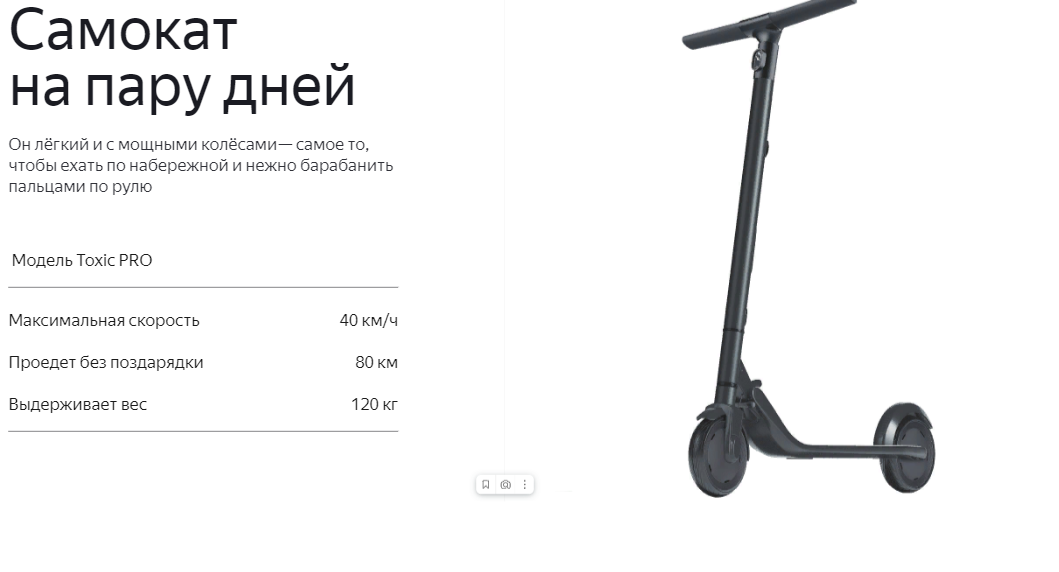 Самокат
на пару дней
Он лёгкий и с мощными колёсами— самое то,
чтобы ехать по набережной и нежно барабанить
пальцами по рулю
Модель Toxic PRO
Максимальная скорость 40 км/ч
Проедет без поздарядки 80 км
Выдерживает вес 120 кг